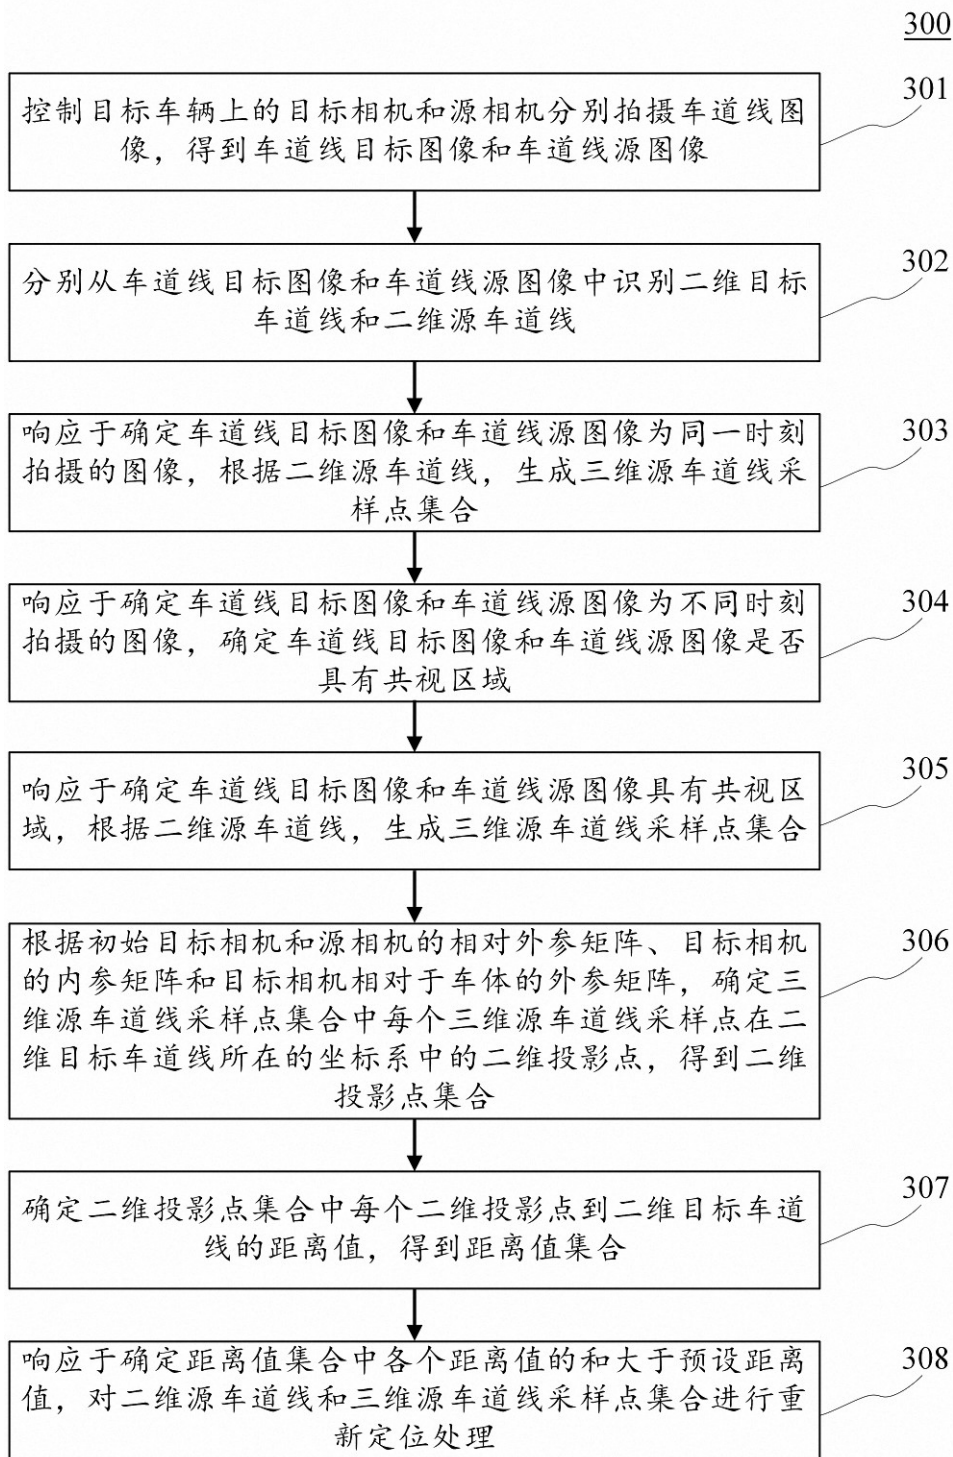 300
控制目标车辆上的目标相机和源相机分别拍摄车道线图
像，得到车道线目标图像和车道线源图像
301
分别从车道线目标图像和车道线源图像中识别二维目标
车道线和二维源车道线
302
响应于确定车道线目标图像和车道线源图像为同一时刻
拍摄的图像，根据二维源车道线，生成三维源车道线采
样点集合
303
响应于确定车道线目标图像和车道线源图像为不同时刻
拍摄的图像，确定车道线目标图像和车道线源图像是否
具有共视区域
304
响应于确定车道线目标图像和车道线源图像具有共视区
域，根据二维源车道线，生成三维源车道线采样点集合
305
根据初始目标相机和源相机的相对外参矩阵、目标相机
的内参矩阵和目标相机相对于车体的外参矩阵，确定三
维源车道线采样点集合中每个三维源车道线采样点在二
维目标车道线所在的坐标系中的二维投影点，得到二维
投影点集合
306
确定二维投影点集合中每个二维投影点到二维目标车道
线的距离值，得到距离值集合
307
响应于确定距离值集合中各个距离值的和大于预设距离
值，对二维源车道线和三维源车道线采样点集合进行重
新定位处理
308